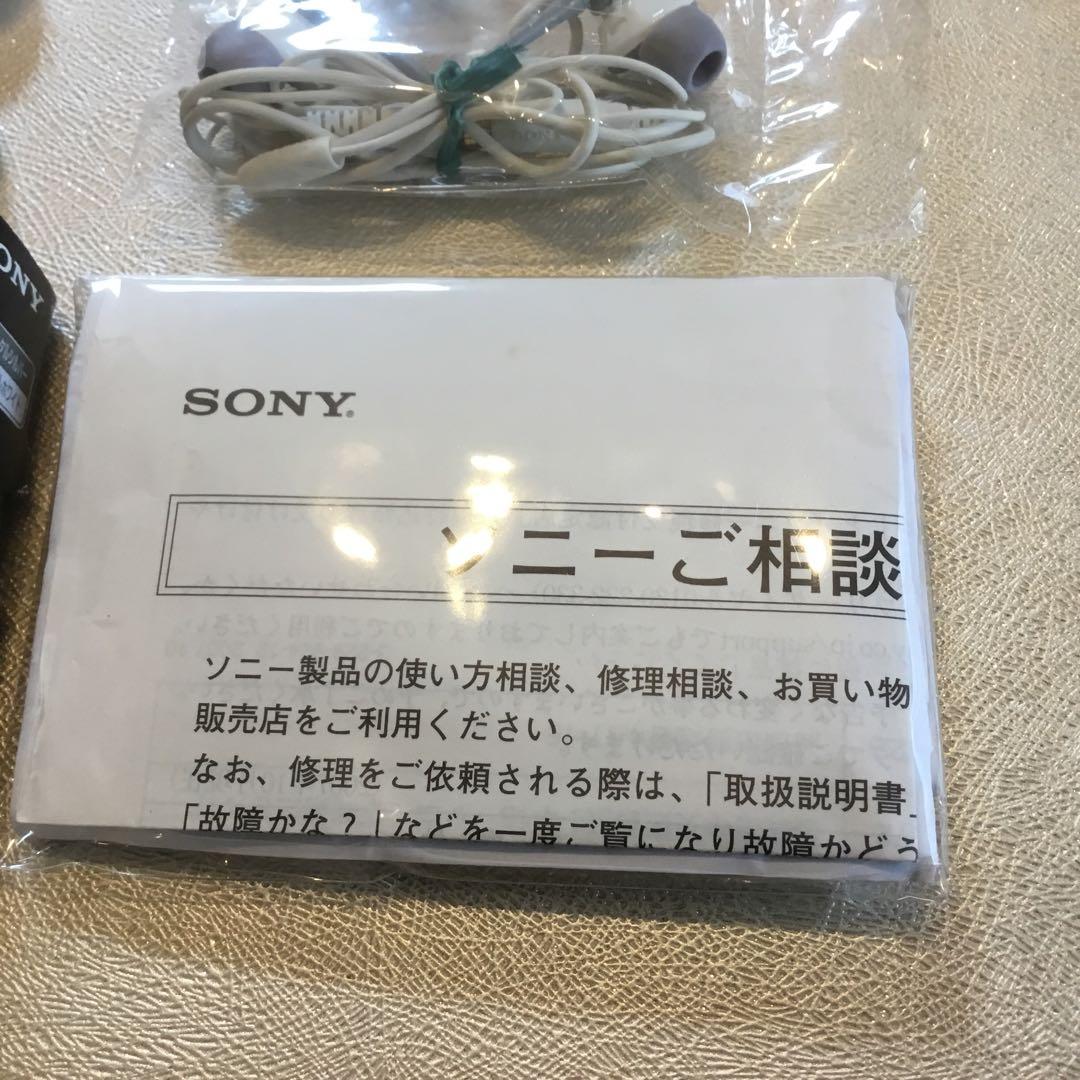 SONY
SONY
ソニーご相談
ソニー製品の使い方相談、修理相談、お買い物
販売店をご利用ください。
なお、修理をご依頼される際は、「取扱説明書」
「故障かな？」などを一度ご覧になり故障かどう